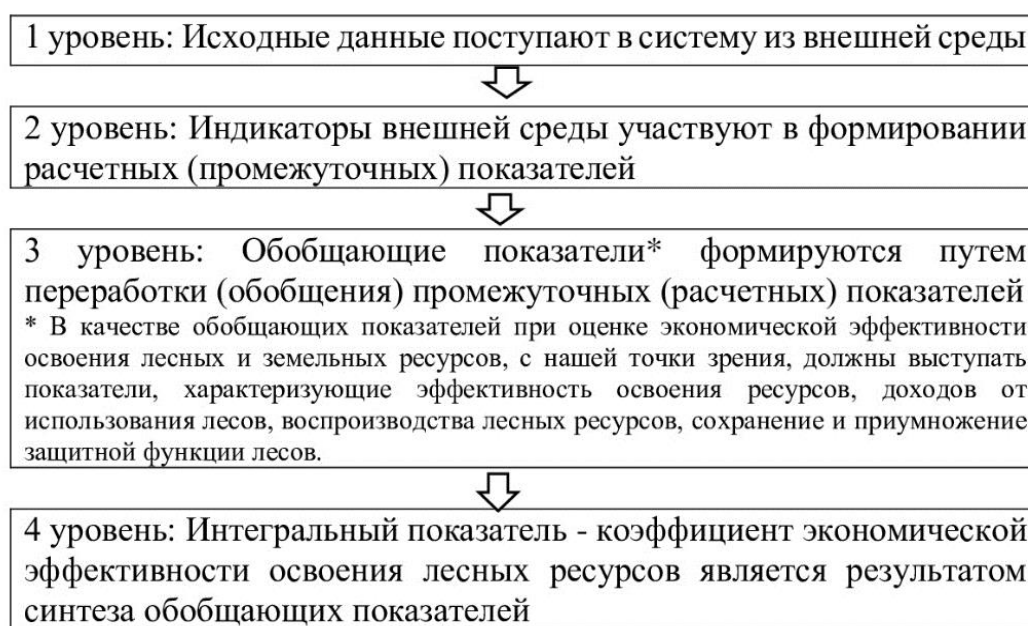 1 уровень: Исходные данные поступают в систему из внешней среды
2 уровень: Индикаторы внешней среды участвуют в формировании
расчетных (промежуточных) показателей
3 уровень: Обобщающие показатели* формируются путем
переработки (обобщения) промежуточных (расчетных) показателей
* В качестве обобщающих показателей при оценке экономической эффективности
освоения лесных и земельных ресурсов, с нашей точки зрения, должны выступать
показатели, характеризующие эффективность освоения ресурсов, доходов от
использования лесов, воспроизводства лесных ресурсов, сохранение и приумножение
защитной функции лесов.
4 уровень: Интегральный показатель - коэффициент экономической
эффективности освоения лесных ресурсов является результатом
синтеза обобщающих показателей